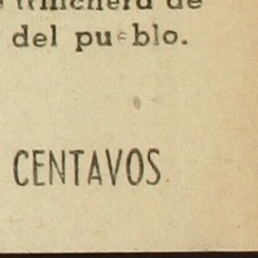 trinchera de
del pueblo.
CENTAVOS